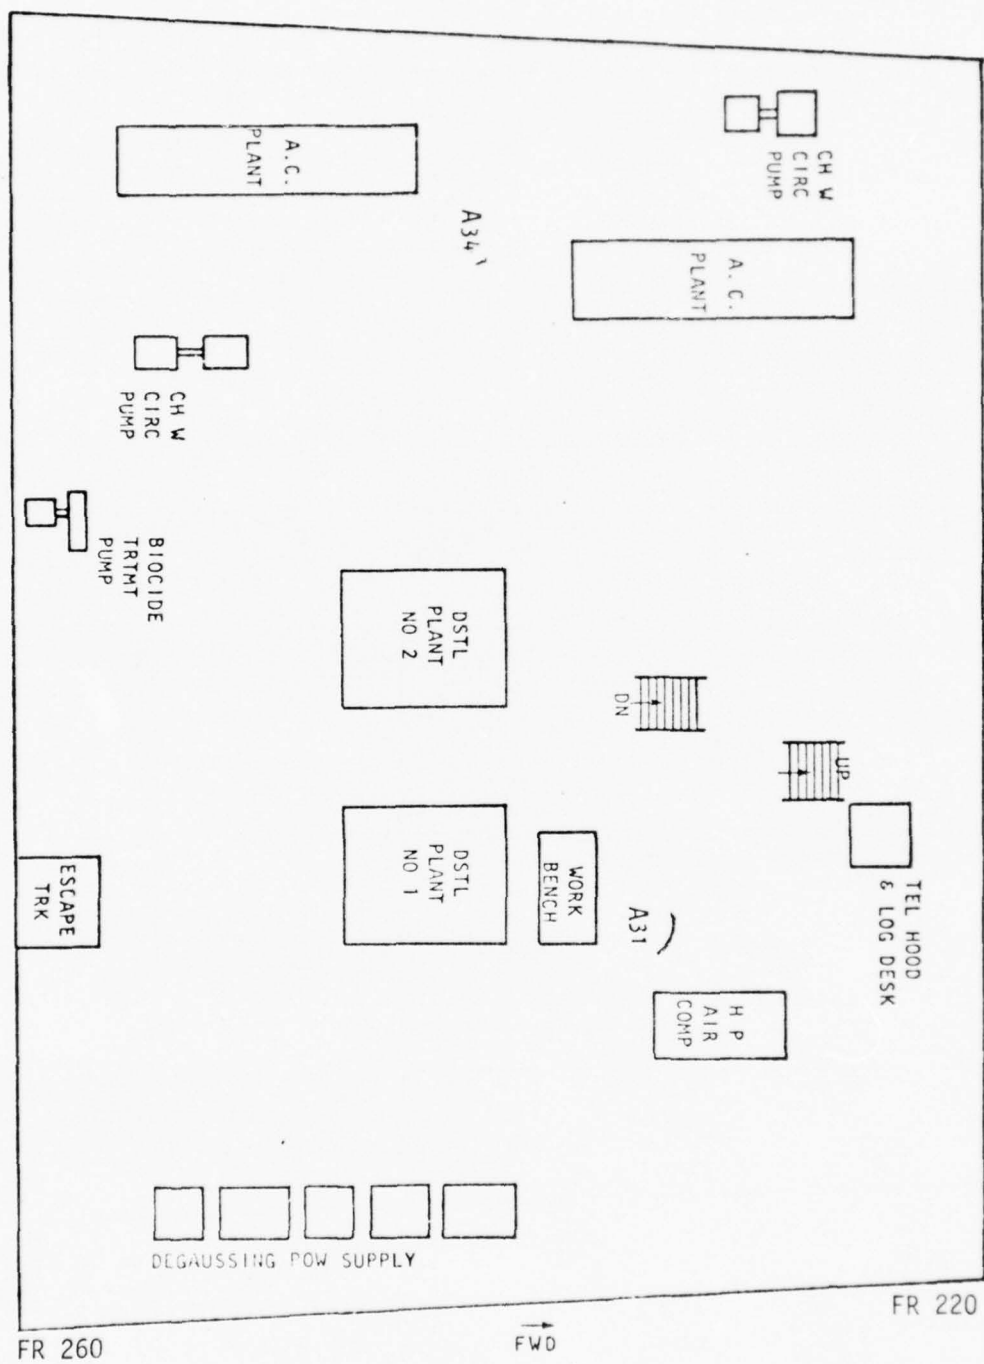 A.C.
PLANT
CH W
CIRC
PUMP
A34
A.C.
PLANT
CH W
CIRC
PUMP
BIOCIDE
TRTMT
PUMP
DSTL
PLANT
NO 2
DN
UP
DSTL
PLANT
NO 1
WORK
BENCH
A31
TEL HOOD
& LOG DESK
ESCAPE
TRK
H P
AIR
COMP
DEGAUSSING POW SUPPLY
FR 260
FWD
FR 220